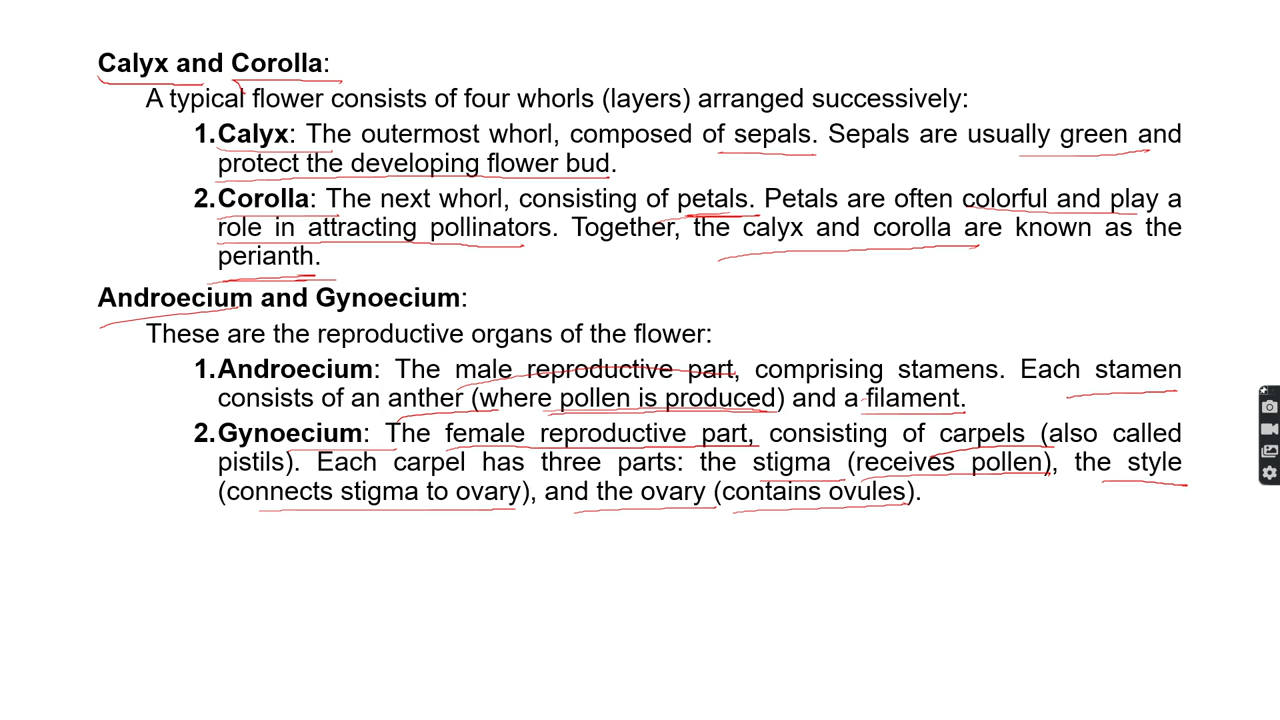 Calyx and Corolla:
A typical flower consists of four whorls (layers) arranged successively:
1.Calyx: The outermost whorl, composed of sepals. Sepals are usually green and
protect the developing flower bud.
2.Corolla: The next whorl, consisting of petals. Petals are often colorful and play a
role in attracting pollinators. Together, the calyx and corolla are known as the
perianth.
Androecium and Gynoecium:
These are the reproductive organs of the flower:
1.Androecium: The male reproductive part, comprising stamens. Each stamen
consists of an anther (where pollen is produced) and a filament.
2.Gynoecium: The female reproductive part, consisting of carpels (also called
pistils). Each carpel has three parts: the stigma (receives pollen), the style
(connects stigma to ovary), and the ovary (contains ovules).